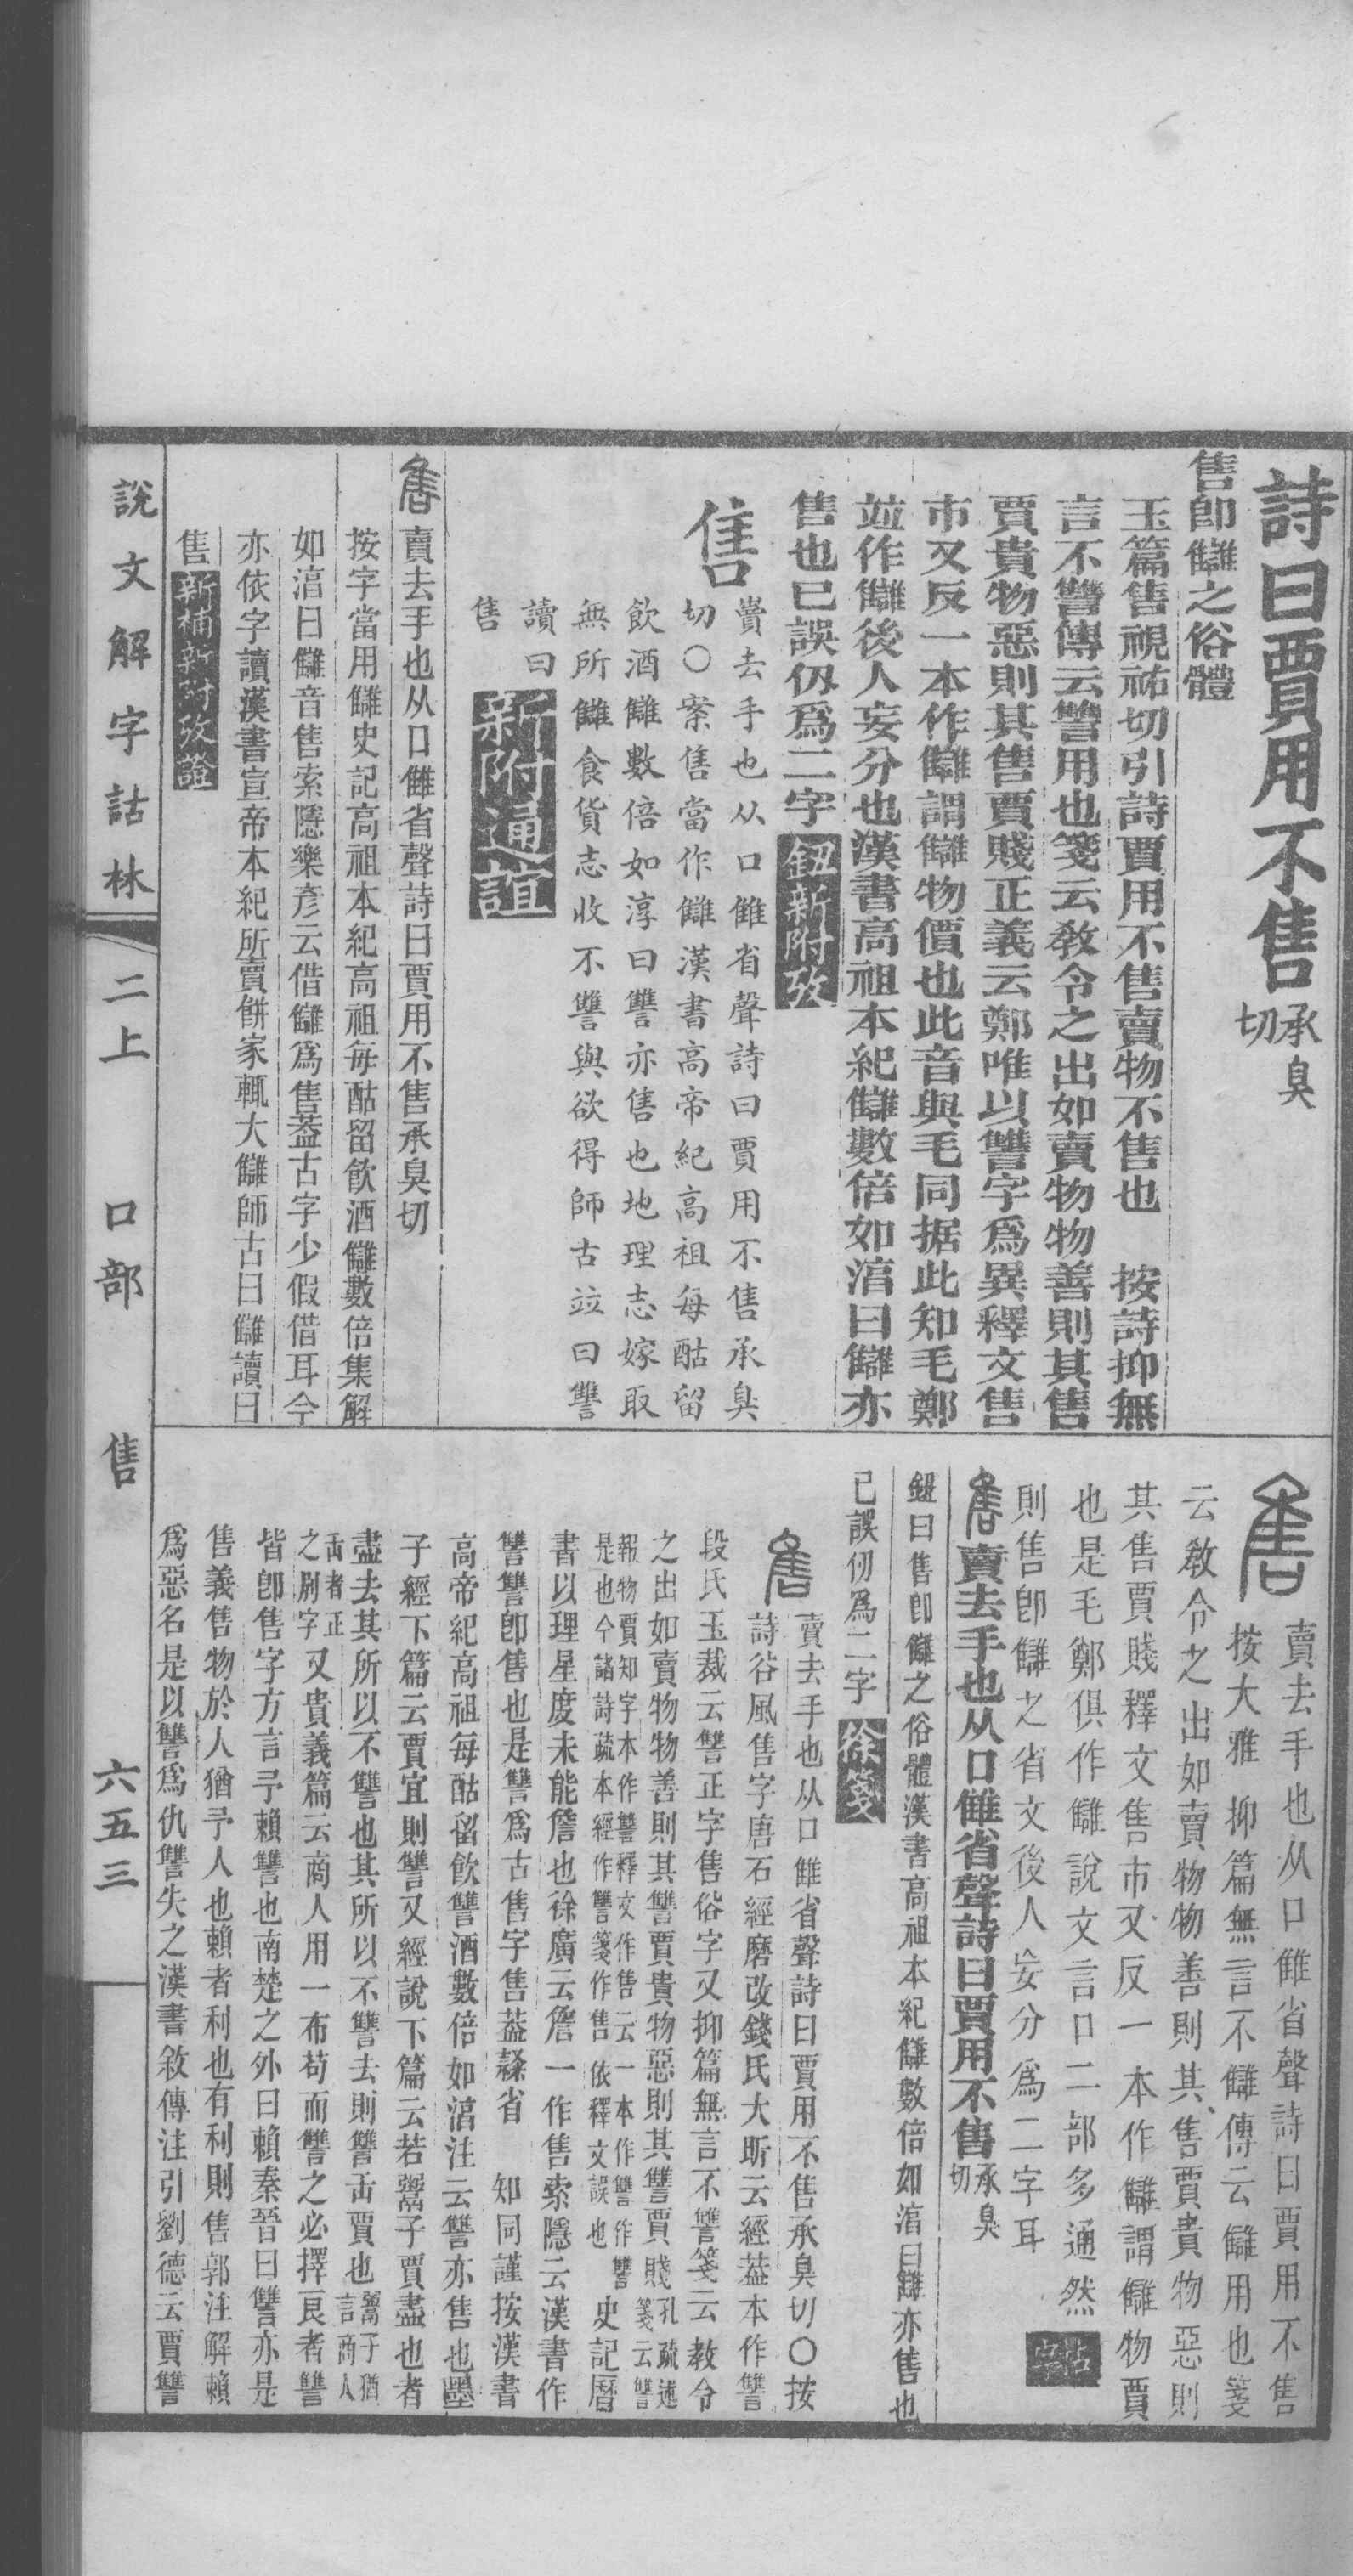 詩曰賈用不售承臭切
售卽讎之俗體
玉篇售視祐切引詩賈用不售賣物不售也　按詩抑無
言不讐傳云讐用也箋云敎令之出如賣物物善則其售
賈貴物惡則其售賈賤正義云鄭唯以讐字爲異釋文售
市又反一本作讎謂讎物價也此音與毛同据此知毛鄭
竝作讎後人妄分也漢書高祖本紀讎數倍如湻曰讎亦
售也已誤仍爲二字鈕新附攷
售
賣去手也从口雔省聲詩曰賈用不售承臭
切○案售當作讎漢書高帝紀高祖每酤留
飲酒讎數倍如淳曰讐亦售也地理志嫁取
無所讎食貨志收不讐與欲得師古竝曰讐
讀曰
售新附通誼
售賣去手也从口雔省聲詩曰賈用不售承臭切
按字當用讎史記高祖本紀高祖每酤留飮酒讎數倍集解
如湻曰讎音售索隱樂彥云借讎爲售葢古字少假借耳今
亦依字讀漢書宣帝本紀所賣餠家輒大讎師古曰讎讀曰
售新補新附攷證
售賣去手也从口雔省聲詩曰賈用不售
按大雅抑篇無言不讎傳云讎用也箋
云敎令之出如賣物物善則其售賈貴物惡則
其售賈賤釋文售市又反一本作讎謂讎物賈
也是毛鄭俱作讎說文言口二部多通然
則售卽讎之省文後人妄分爲二字耳
售賣去手也从口雔省聲詩曰賈用不售承臭切
鈕曰售卽讎之俗體漢書高祖本紀讎數倍如湻曰讎亦售也
已誤仞爲二字徐箋
售賣去手也从口雔省聲詩曰賈用不售承臭切○按
詩谷風售字唐石經磨改錢氏大昕云經葢本作讐
段氏玉裁云讐正字售俗字又抑篇無言不讐箋云敎令
之出如賣物物善則其讐賈貴物惡則其讐賈賤孔疏述箋云讐
報物賈知字本作讐釋文作售云一本作讐作讐是也今諸詩疏本經作讐箋作售依釋文誤也史記曆
書以理星度未能詹也徐廣云詹一作售索隱云漢書作
讐讐卽售也是讐爲古售字售葢䜅省　知同謹按漢書
高帝紀高祖每酤留飮讐酒數倍如湻注云讐亦售也墨
子經下篇云賈宜則讐又經說下篇云若鬻子賈盡也者
盡去其所以不讐也其所以不讐去則讐缶賈也鬻子猶言商人
缶者正之刖字又貴義篇云商人用一布苟而讐之必擇良者讐
皆卽售字方言予賴讐也南楚之外曰賴秦晉曰讐亦是
售義售物於人猶予人也賴者利也有利則售郭注解賴
爲惡名是以讐爲仇讐失之漢書敘傳注引劉德云賈讐
說文解字詁林　二上　口部　售　六五三